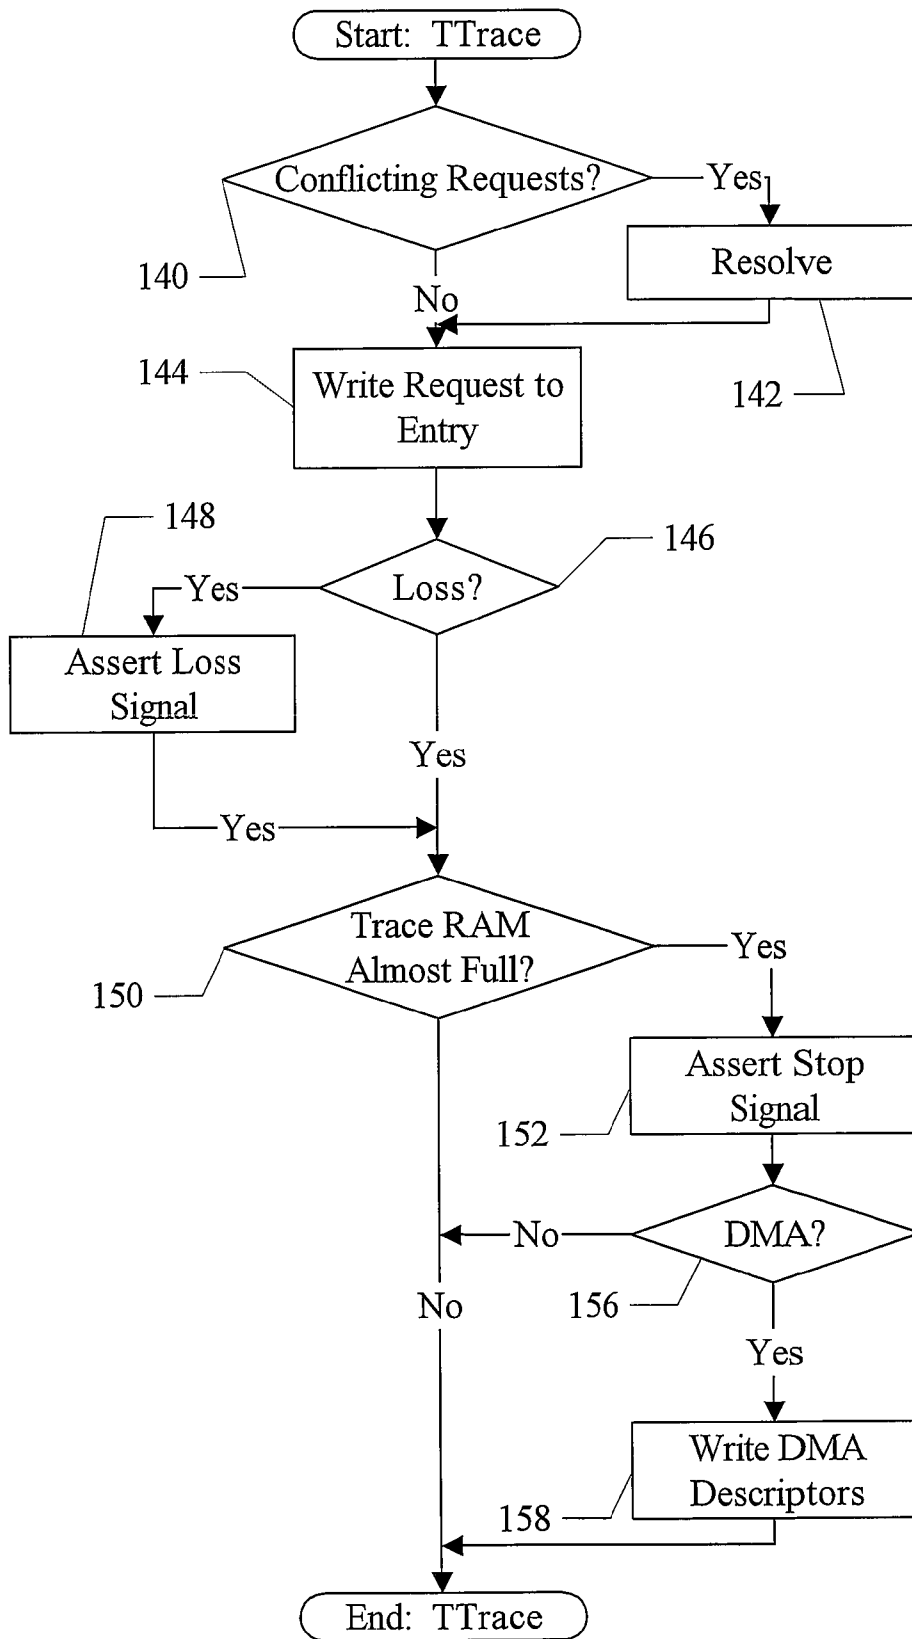 Start: TTrace
Conflicting Requests?
Yes
Resolve
140
No
142
144
Write Request to
Entry
148
146
Yes
Loss?
Assert Loss
Signal
Yes
Yes
Trace RAM
Almost Full?
Yes
150
Assert Stop
Signal
152
No
DMA?
156
No
Yes
Write DMA
Descriptors
158
End: TTrace